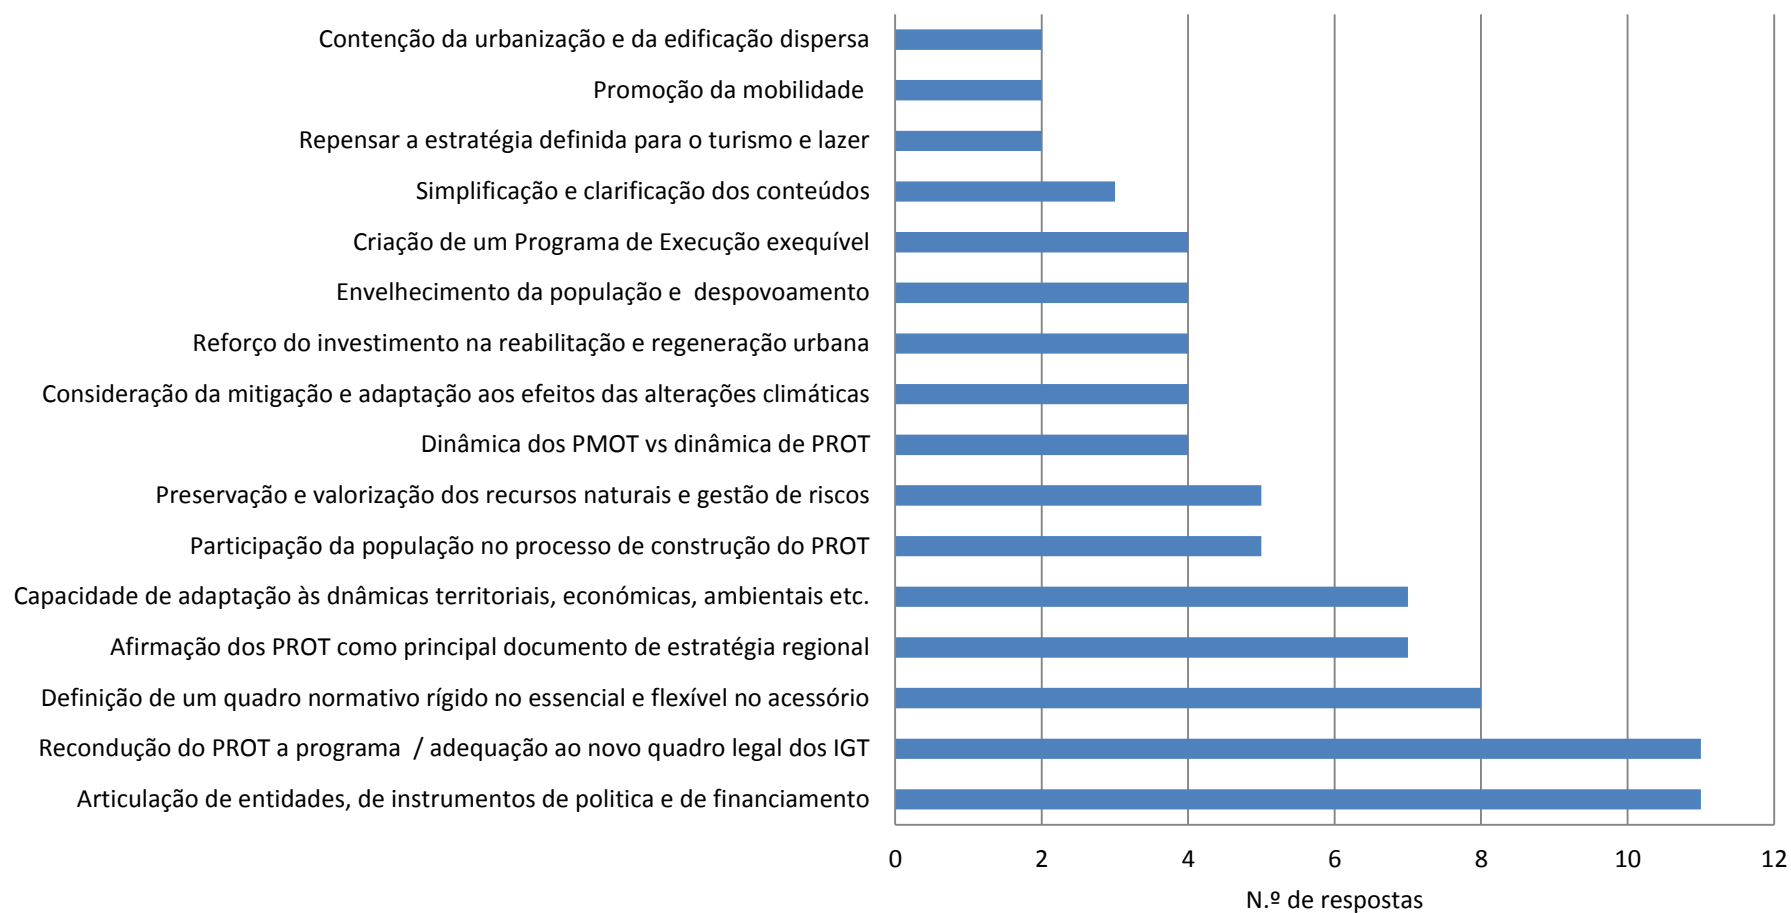 Contenção da urbanização e da edificação dispersa
Promoção da mobilidade
Repensar a estratégia definida para o turismo e lazer
Simplificação e clarificação dos conteúdos
Criação de um Programa de Execução exequível
Envelhecimento da população e  despovoamento
Reforço do investimento na reabilitação e regeneração urbana
Consideração da mitigação e adaptação aos efeitos das alterações climáticas
Dinâmica dos PMOT vs dinâmica de PROT
Preservação e valorização dos recursos naturais e gestão de riscos
Participação da população no processo de construção do PROT
Capacidade de adaptação às dnâmicas territoriais, económicas, ambientais etc.
Afirmação dos PROT como principal documento de estratégia regional
Definição de um quadro normativo rígido no essencial e flexível no acessório
Recondução do PROT a programa  / adequação ao novo quadro legal dos IGT
Articulação de entidades, de instrumentos de politica e de financiamento
0 2 4 6 8 10 12
N.º de respostas